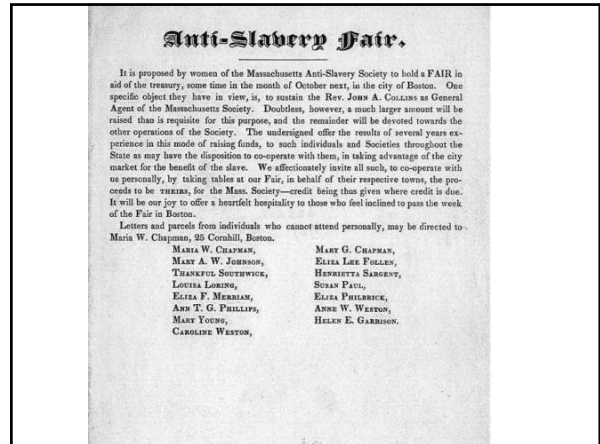 Anti-Slavery Fair.
It is proposed by women of the Massachusetts Anti-Slavery Society to hold a FAIR in
aid of the treasury, some time in the month of October next, in the city of Boston. One
specific object they have in view, is, to sustain the Rev. JOHN A. COLLINS as General
Agent of the Massachusetts Society. Doubtless, however, a much larger amount will be
raised than is requisite for this purpose, and the remainder will be devoted towards the
other operations of the Society. The undersigned offer the results of several years ex-
perience in this mode of raising funds, to such individuals and Societies throughout the
State as may have the disposition to co-operate with them, in taking advantage of the city
market for the benefit of the slave. We affectionately invite all such, to co-operate with
us personally, by taking tables at our Fair, in behalf of their respective towns, the pro-
ceeds to be THEIRS, for the Mass. Society—credit being thus given where credit is due.
It will be our joy to offer a heartfelt hospitality to those who feel inclined to pass the week
of the Fair in Boston.
Letters and parcels from individuals who cannot attend personally, may be directed to
Maria W. Chapman, 25 Cornhill, Boston.
MARIA W. CHAPMAN,
MARY A. W. JOHNSON,
THANKFUL SOUTHWICK,
LOUISA LORING,
ELIZA F. MERRIAM,
ANN T. G. PHILLIPS,
MARY YOUNG,
CAROLINE WESTON,
MARY G. CHAPMAN,
ELIZA LEE FOLLEN,
HENRIETTA SARGENT,
SUSAN PAUL,
ELIZA PHILBRICK,
ANNE W. WESTON,
HELEN E. GARRISON.